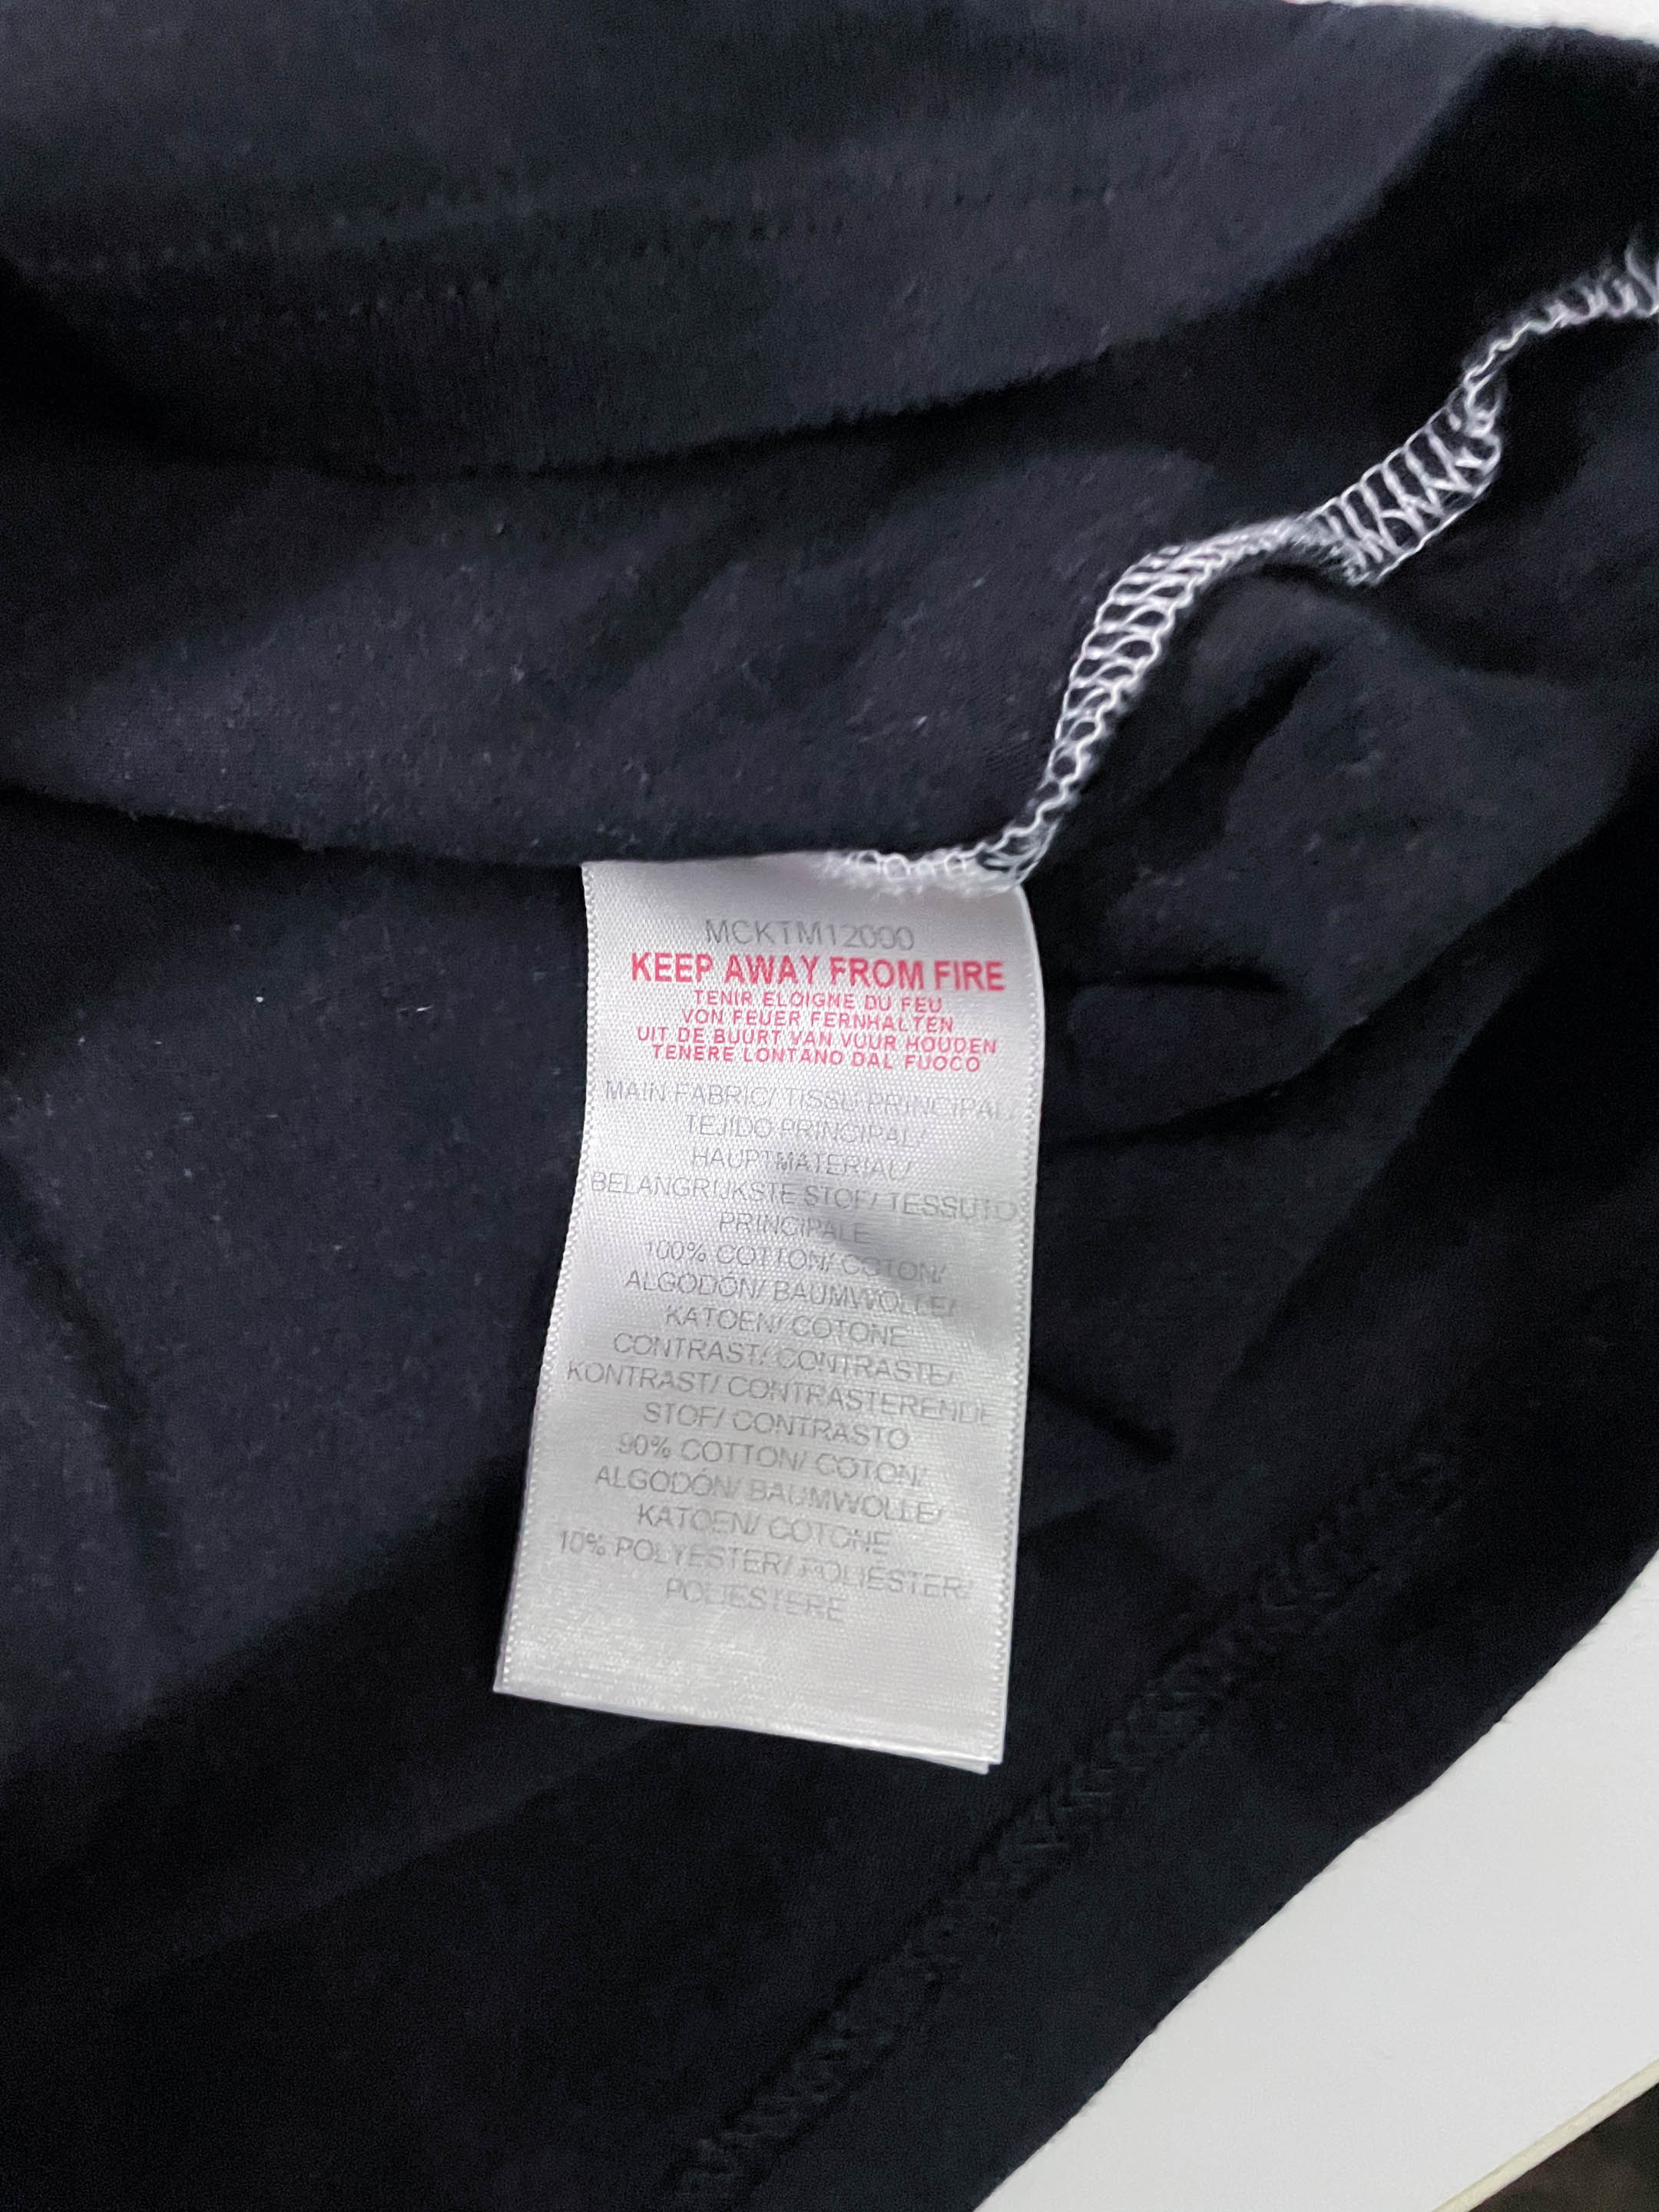 MCKTM12000
KEEP AWAY FROM FIRE
TENIR ELOIGNE DU FEU
VON FEUER FERNHALTEN
UIT DE BUURT VAN VUUR HOUDEN
TENERE LONTANO DAL FUOCO
MAIN FABRIC/ TISSU PRINCIPAL/
TEJIDO PRINCIPAL/
HAUPTMATERIAL/
BELANGRIJKSTE STOF/ TESSUTO
PRINCIPALE
100% COTTON/ COTON/
ALGODÓN/ BAUMWOLLE/
KATOEN/ COTONE
CONTRAST/ CONTRASTE/
KONTRAST/ CONTRASTERENDE
STOF/ CONTRASTO
90% COTTON/ COTON/
ALGODÓN/ BAUMWOLLE/
KATOEN/ COTONE
10% POLYESTER/ POLIÉSTER/
POLIESTERE